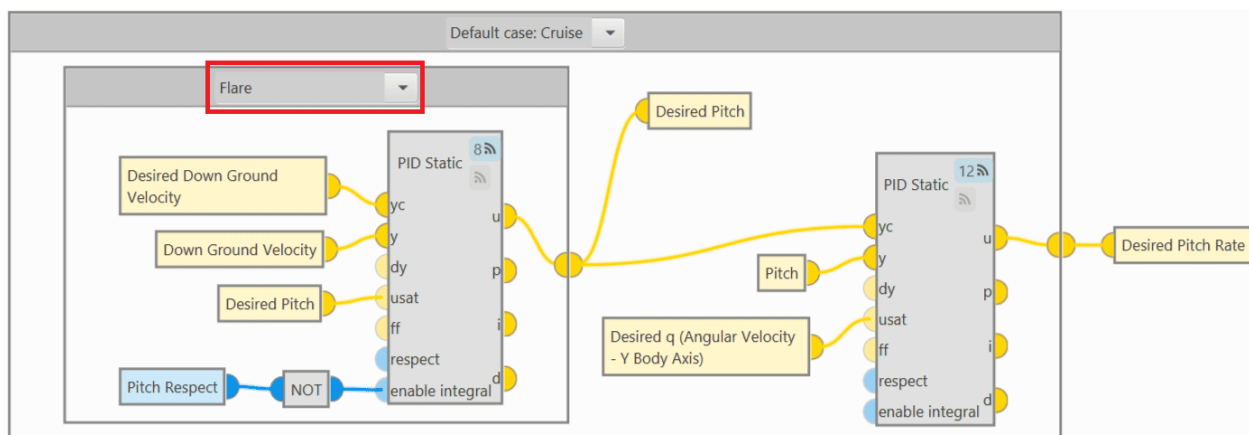 Default case: Cruise
Flare
Desired Pitch
PID Static
8
Desired Down Ground
Velocity
yc
u
Down Ground Velocity
y
dy
p
Desired Pitch
usat
ff
i
respect
Pitch Respect
NOT
enable integral
d
PID Static
12
yc
u
Desired Pitch Rate
Pitch
y
dy
p
Desired q (Angular Velocity
- Y Body Axis)
usat
ff
i
respect
enable integral
d